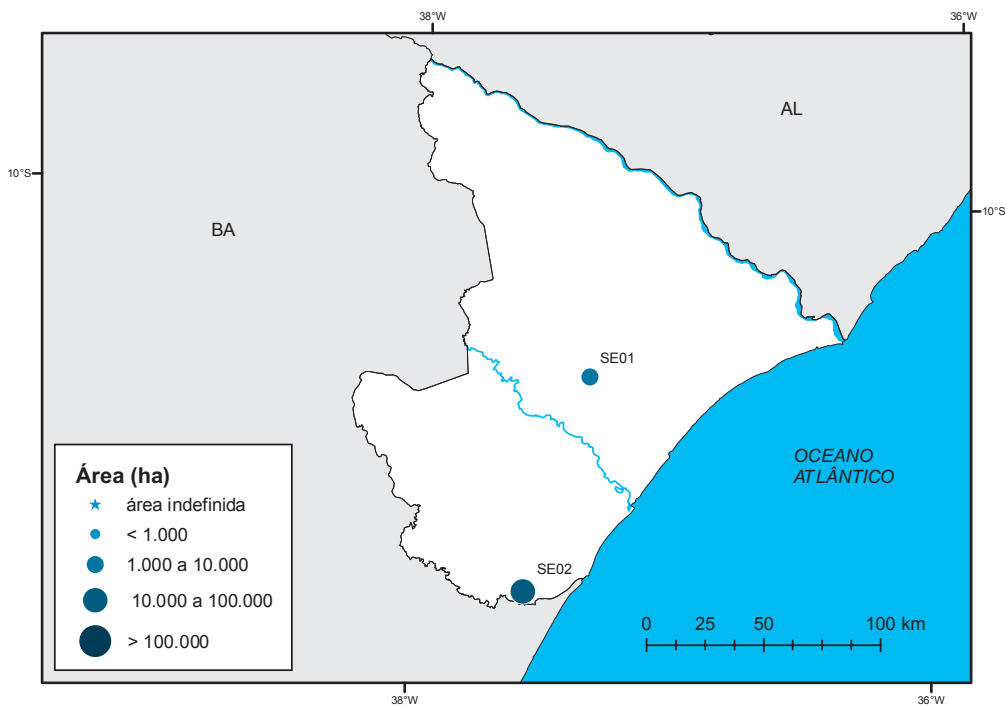 38°W
36°W
AL
10°S
10°S
BA
SE01
OCEANO
ATLÂNTICO
Área (ha)
área indefinida
< 1.000
1.000 a 10.000
10.000 a 100.000
> 100.000
SE02
0 25 50 100 km
38°W
36°W